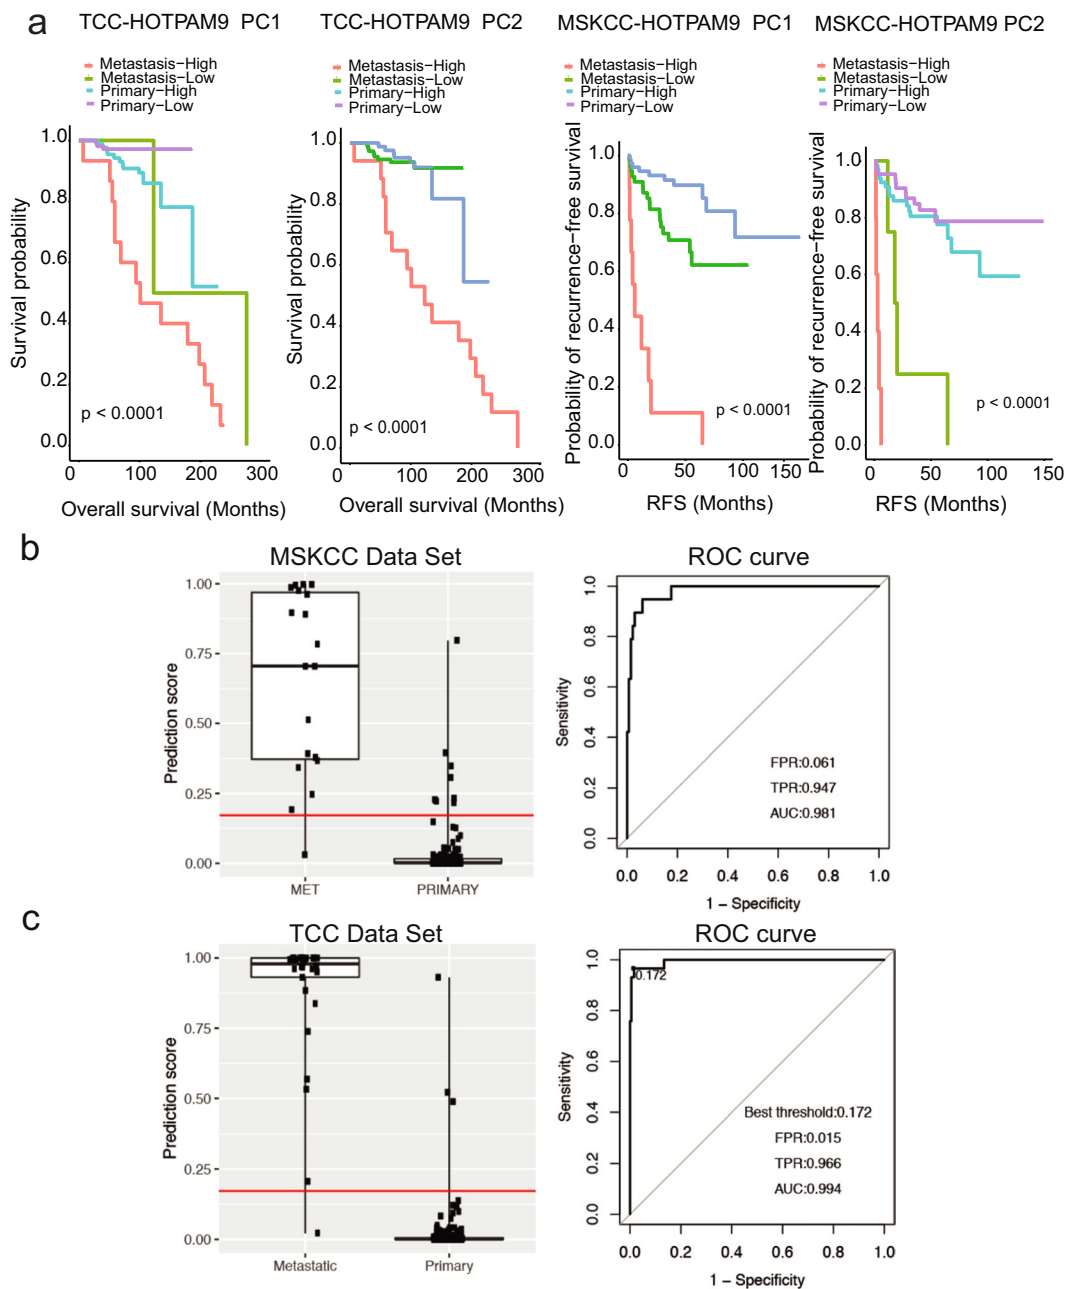 a
TCC-HOTPAM9 PC1
TCC-HOTPAM9 PC2
MSKCC-HOTPAM9 PC1
MSKCC-HOTPAM9 PC2
Metastasis-High
Metastasis-Low
Primary-High
Primary-Low
Metastasis-High
Metastasis-Low
Primary-High
Primary-Low
Metastasis-High
Metastasis-Low
Primary-High
Primary-Low
Metastasis-High
Metastasis-Low
Primary-High
Primary-Low
Survival probability
1.0
0.8
0.6
0.4
0.2
0.0
p < 0.0001
0 100 200 300
Overall survival (Months)
Survival probability
1.0
0.8
0.6
0.4
0.2
0.0
p < 0.0001
0 100 200 300
Overall survival (Months)
Probability of recurrence-free survival
1.0
0.8
0.6
0.4
0.2
0.0
p < 0.0001
0 50 100 150
RFS (Months)
Probability of recurrence-free survival
1.0
0.8
0.6
0.4
0.2
0.0
p < 0.0001
0 50 100 150
RFS (Months)
b
MSKCC Data Set
Prediction score
1.00
0.75
0.50
0.25
0.00
MET PRIMARY
ROC curve
Sensitivity
1.0
0.8
0.6
0.4
0.2
0.0
FPR:0.061
TPR:0.947
AUC:0.981
0.0 0.2 0.4 0.6 0.8 1.0
1 - Specificity
c
TCC Data Set
Prediction score
1.00
0.75
0.50
0.25
0.00
Metastatic Primary
ROC curve
Sensitivity
1.0
0.8
0.6
0.4
0.2
0.0
0.172
Best threshold:0.172
FPR:0.015
TPR:0.966
AUC:0.994
0.0 0.2 0.4 0.6 0.8 1.0
1 - Specificity